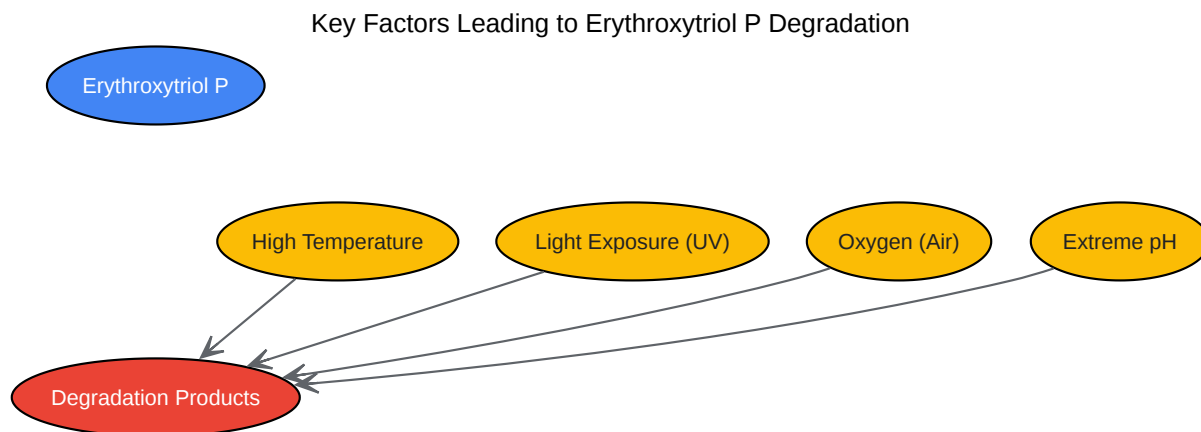 Key Factors Leading to Erythroxytriol P Degradation
Erythroxytriol P
High Temperature
Light Exposure (UV)
Oxygen (Air)
Extreme pH
Degradation Products